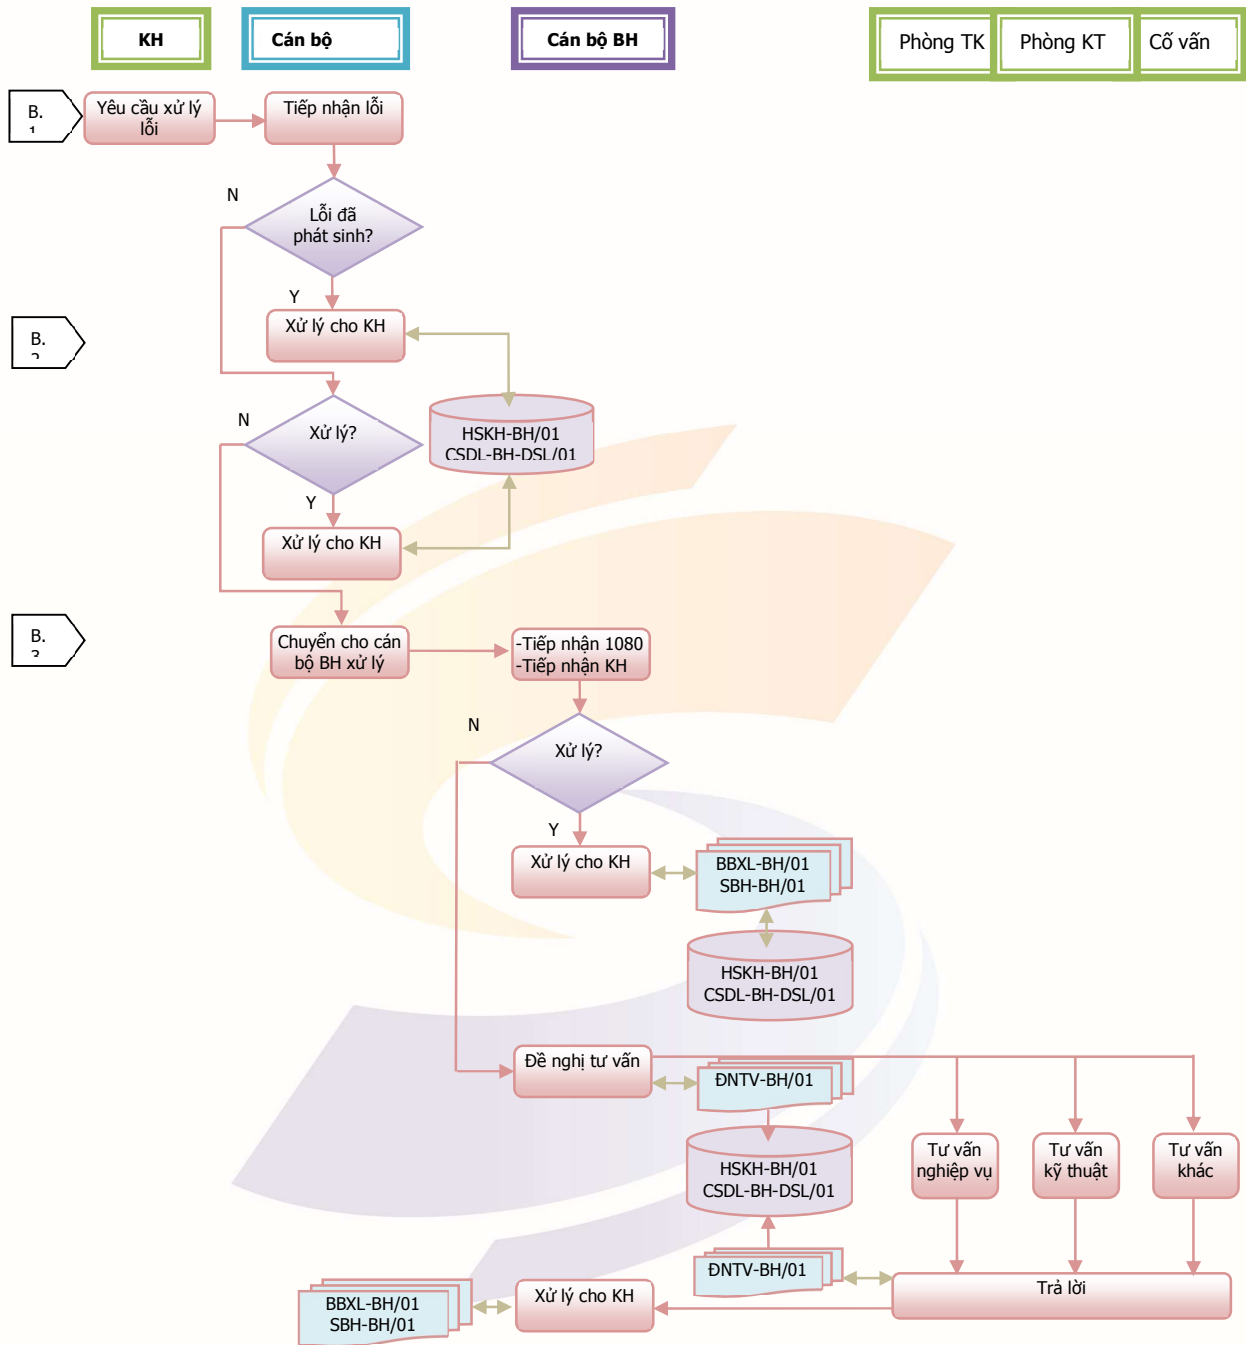 KH
Cán bộ
Cán bộ BH
Phòng TK
Phòng KT
Cố vấn
B.
Yêu cầu xử lý
lỗi
Tiếp nhận lỗi
N
Lỗi đã
phát sinh?
Y
B.
Xử lý cho KH
N
Xử lý?
HSKH-BH/01
CSDL-BH-DSL/01
Y
Xử lý cho KH
B.
Chuyển cho cán
bộ BH xử lý
-Tiếp nhận 1080
-Tiếp nhận KH
N
Xử lý?
Y
Xử lý cho KH
BBXL-BH/01
SBH-BH/01
HSKH-BH/01
CSDL-BH-DSL/01
Đề nghị tư vấn
ĐNTV-BH/01
HSKH-BH/01
CSDL-BH-DSL/01
Tư vấn
nghiệp vụ
Tư vấn
kỹ thuật
Tư vấn
khác
ĐNTV-BH/01
Trả lời
Xử lý cho KH
BBXL-BH/01
SBH-BH/01